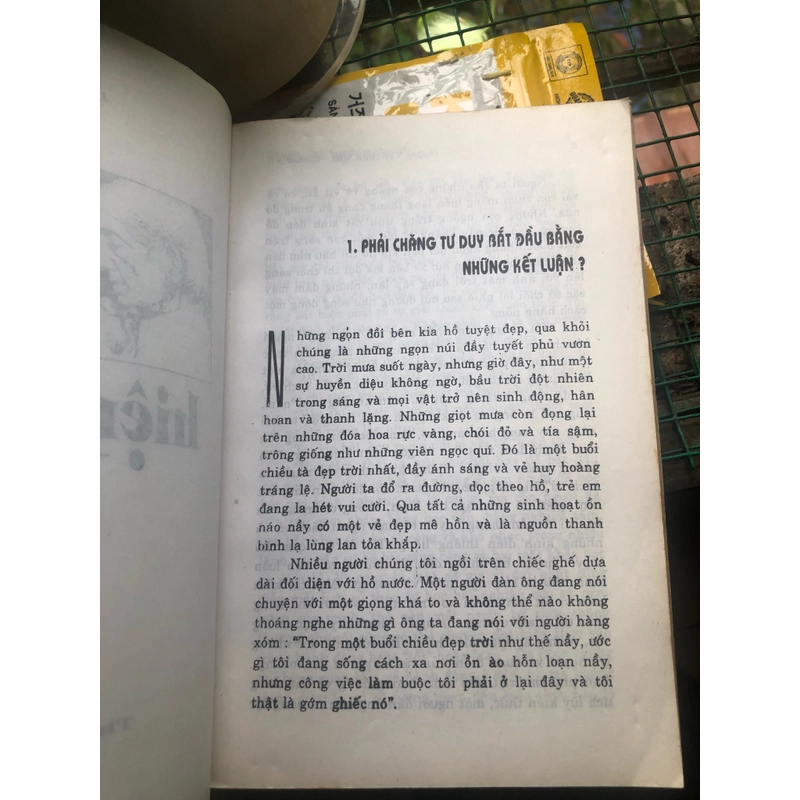 1. PHẢI CHĂNG TƯ DUY BẮT ĐẦU BẰNG
NHỮNG KẾT LUẬN ?
Những ngọn đồi bên kia hồ tuyệt đẹp, qua khỏi
chúng là những ngọn núi đầy tuyết phủ vươn
cao. Trời mưa suốt ngày, nhưng giờ đây, như một
sự huyền diệu không ngờ, bầu trời đột nhiên
trong sáng và mọi vật trở nên sinh động, hân
hoan và thanh lặng. Những giọt mưa còn đọng lại
trên những đóa hoa rực vàng, chói đỏ và tía sậm,
trông giống như những viên ngọc quí. Đó là một buổi
chiều tà đẹp trời nhất, đầy ánh sáng và vẻ huy hoàng
tráng lệ. Người ta đổ ra đường, dọc theo hồ, trẻ em
đang la hét vui cười. Qua tất cả những sinh hoạt ồn
náo nầy có một vẻ đẹp mê hồn và là nguồn thanh
bình lạ lùng lan tỏa khắp.
Nhiều người chúng tôi ngồi trên chiếc ghế dựa
dài đối diện với hồ nước. Một người đàn ông đang nói
chuyện với một giọng khá to và không thể nào không
thoáng nghe những gì ông ta đang nói với người hàng
xóm : "Trong một buổi chiều đẹp trời như thế nầy, ước
gì tôi đang sống cách xa nơi ồn ào hỗn loạn nầy,
nhưng công việc làm buộc tôi phải ở lại đây và tôi
thật là gớm ghiếc nó".